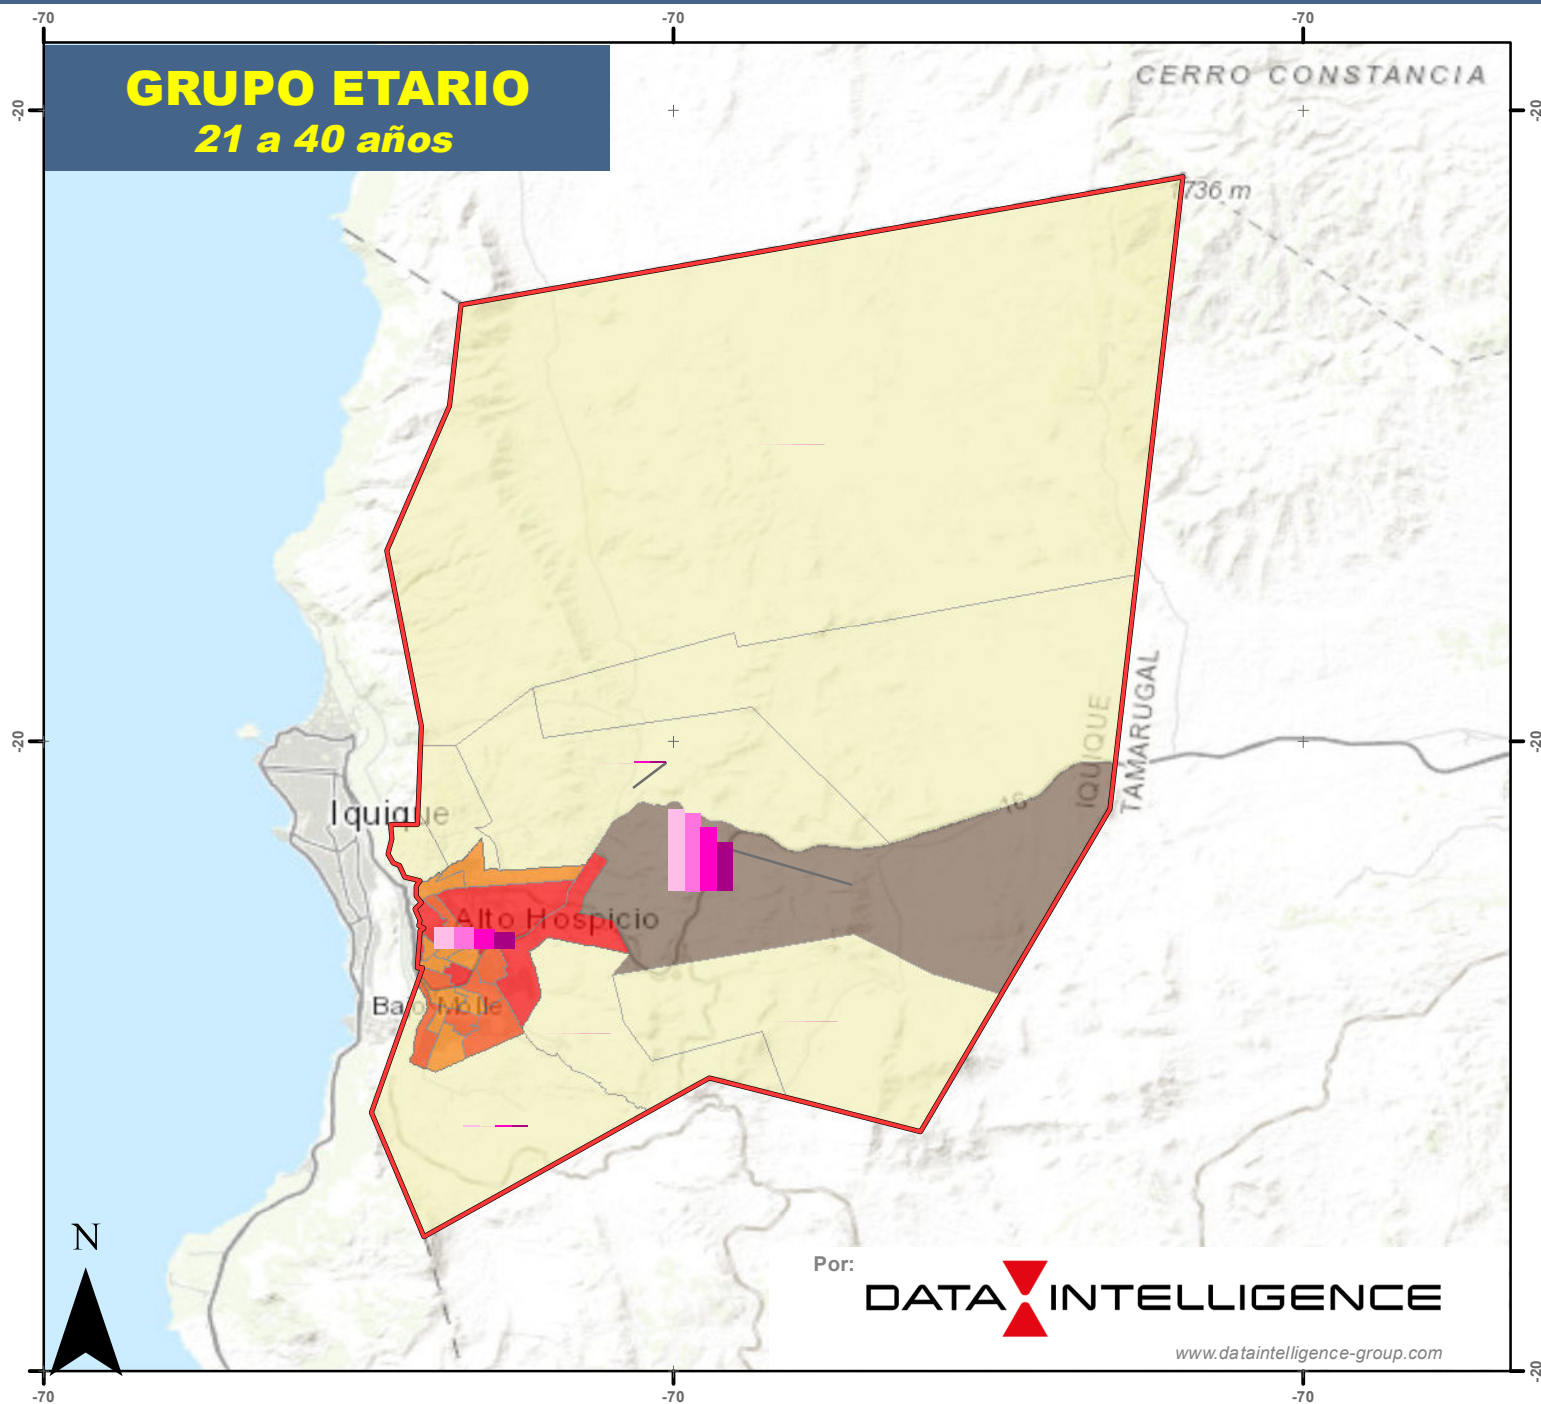 -70
-70
-70
GRUPO ETARIO
21 a 40 años
CERRO CONSTANCIA
-20
-20
1736 m
IQUIQUE
TAMARUGAL
-20
-20
Iquique
16
Alto Hospicio
Bajo Molle
N
Por:
DATA INTELLIGENCE
www.dataintelligence-group.com
-20
-70
-70
-70